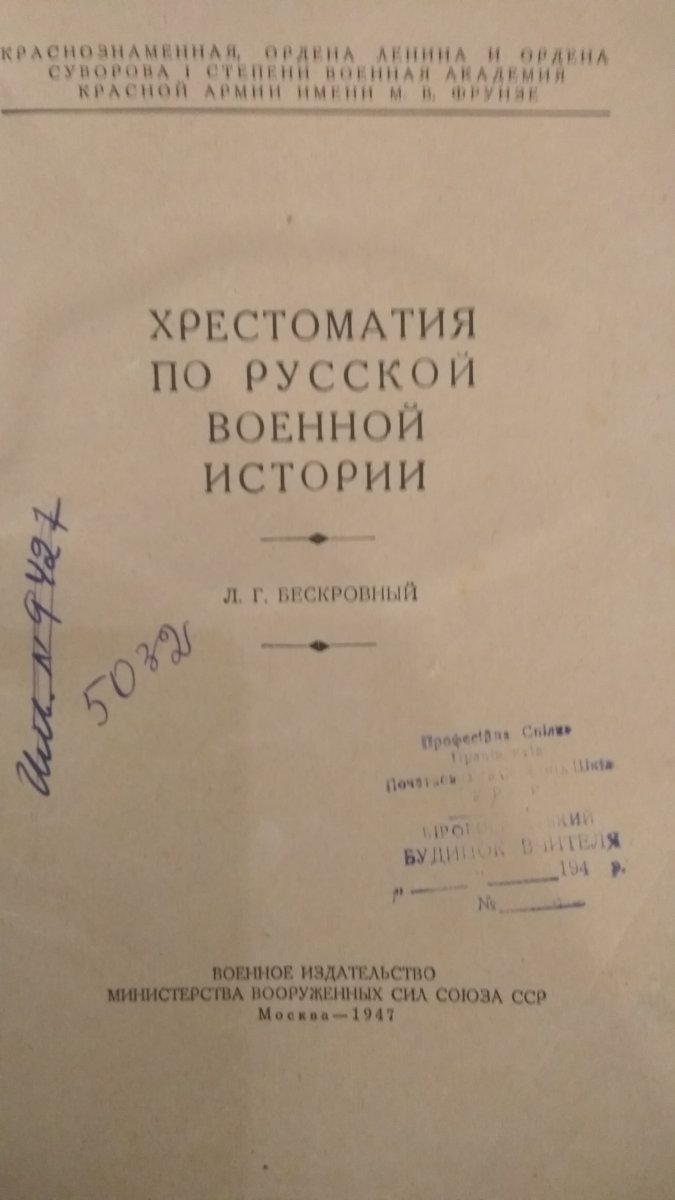 КРАСНОЗНАМЕННАЯ, ОРДЕНА ЛЕНИНА И ОРДЕНА
СУВОРОВА I СТЕПЕНИ ВОЕННАЯ АКАДЕМИЯ
КРАСНОЙ АРМИИ ИМЕНИ М. В. ФРУНЗЕ
ХРЕСТОМАТИЯ
ПО РУССКОЙ
ВОЕННОЙ
ИСТОРИИ
Л. Г. БЕСКРОВНЫЙ
5032
Професійна Спілка
БУДИНОК ВЧИТЕЛЯ
194 р.
№
ВОЕННОЕ ИЗДАТЕЛЬСТВО
МИНИСТЕРСТВА ВООРУЖЕННЫХ СИЛ СОЮЗА ССР
Москва—1947